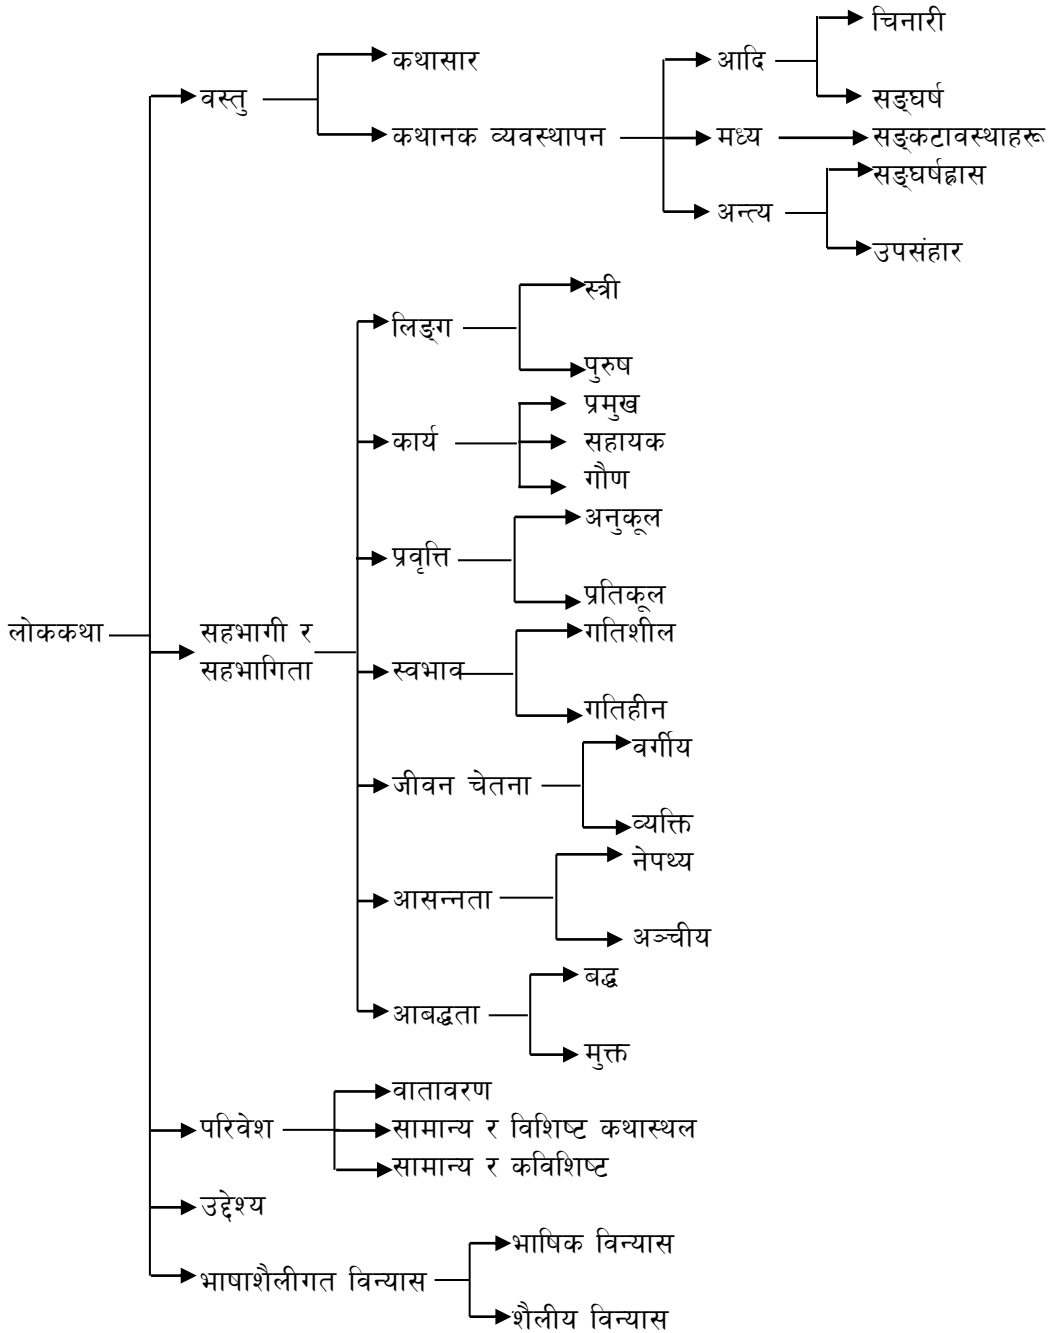 चिनारी
कथासार
आदि
वस्तु
सङ्घर्ष
कथानक व्यवस्थापन
मध्य
सङ्कटावस्थाहरू
सङ्घर्षह्रास
अन्त्य
उपसंहार
स्त्री
लिङ्ग
पुरुष
प्रमुख
कार्य
सहायक
गौण
अनुकूल
प्रवृत्ति
प्रतिकूल
लोककथा
सहभागी र
सहभागिता
गतिशील
स्वभाव
गतिहीन
वर्गीय
जीवन चेतना
व्यक्ति
नेपथ्य
आसन्नता
अञ्चीय
बद्ध
आबद्धता
मुक्त
वातावरण
परिवेश
सामान्य र विशिष्ट कथास्थल
सामान्य र कविशिष्ट
उद्देश्य
भाषिक विन्यास
भाषाशैलीगत विन्यास
शैलीय विन्यास